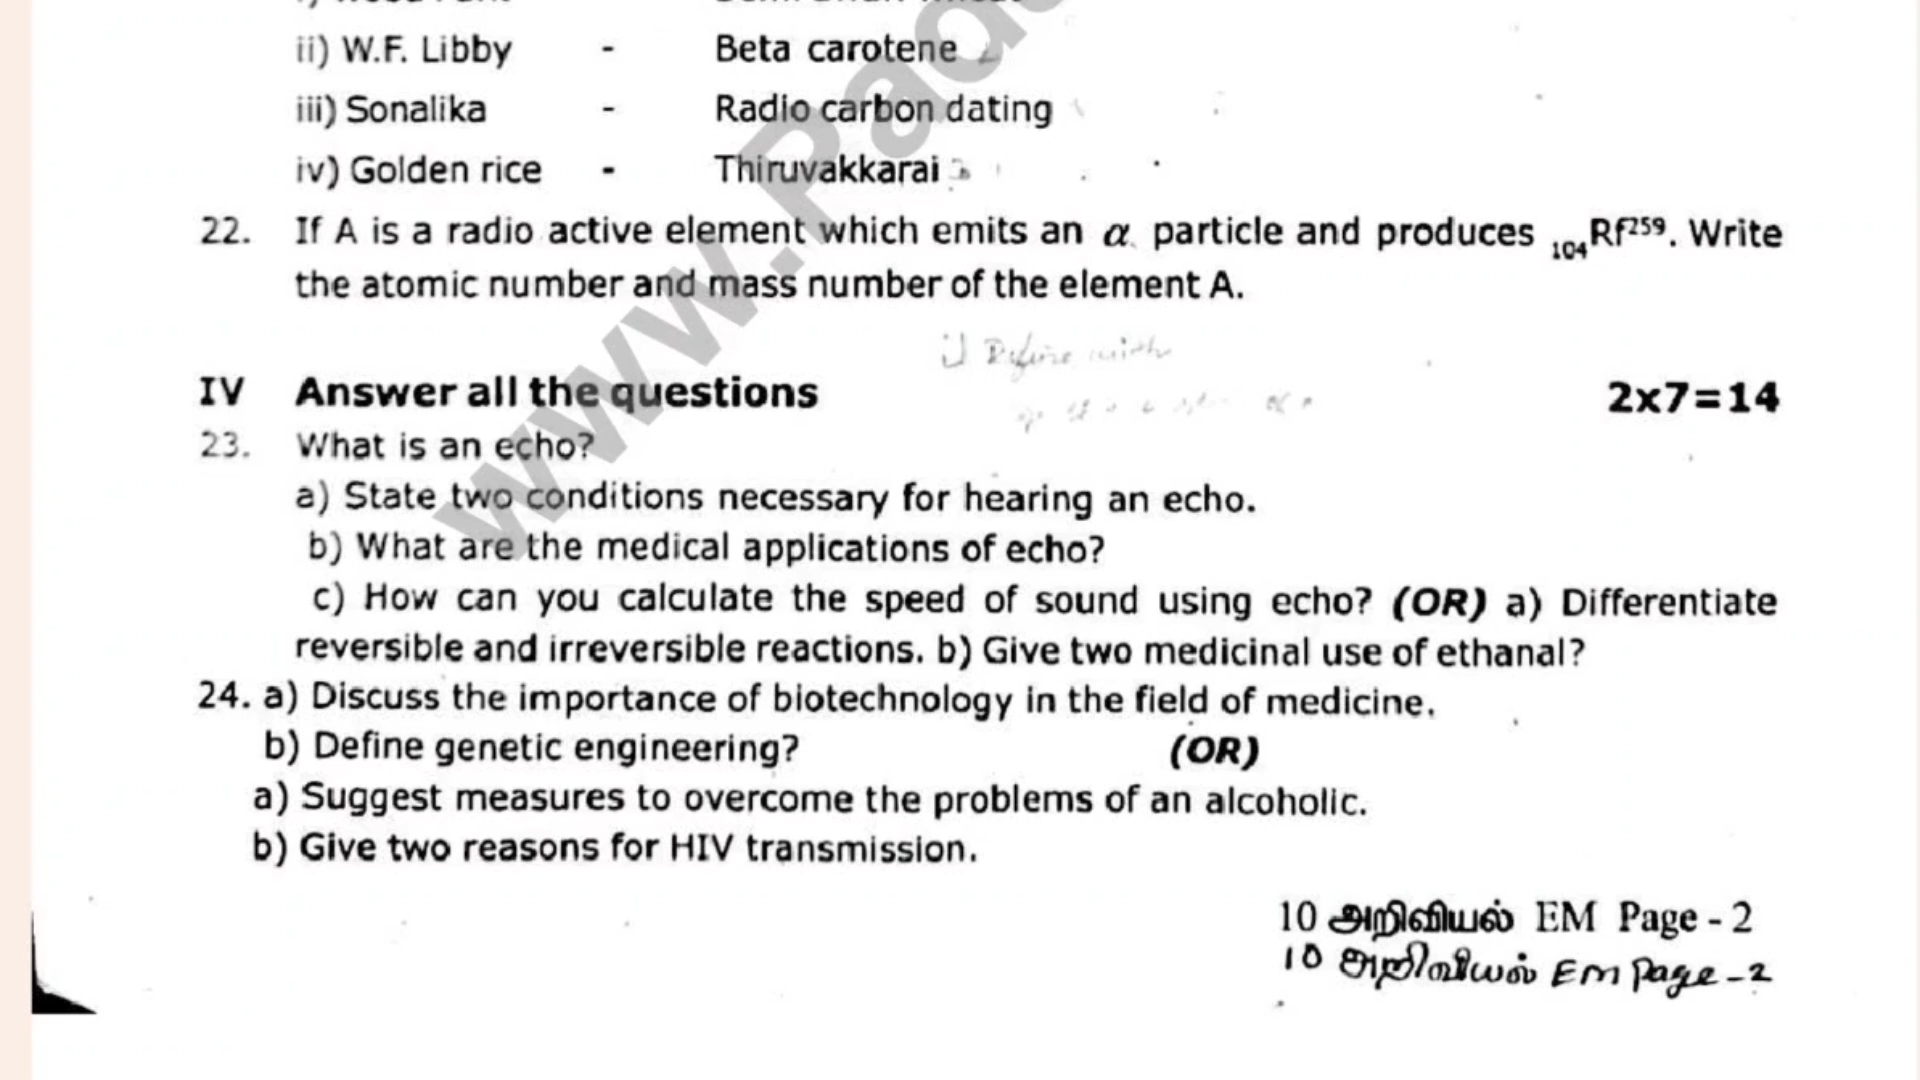 ii) W.F. Libby - Beta carotene
iii) Sonalika - Radio carbon dating
iv) Golden rice - Thiruvakkarai
22. If A is a radio active element which emits an α particle and produces ₁₀₄Rf²⁵⁹. Write
the atomic number and mass number of the element A.
Define with
IV Answer all the questions 2x7=14
23. What is an echo?
a) State two conditions necessary for hearing an echo.
b) What are the medical applications of echo?
c) How can you calculate the speed of sound using echo? (OR) a) Differentiate
reversible and irreversible reactions. b) Give two medicinal use of ethanal?
24. a) Discuss the importance of biotechnology in the field of medicine.
b) Define genetic engineering? (OR)
a) Suggest measures to overcome the problems of an alcoholic.
b) Give two reasons for HIV transmission.
10 அறிவியல் EM Page - 2
10 அறிவியல் Em Page - 2
www.Pad